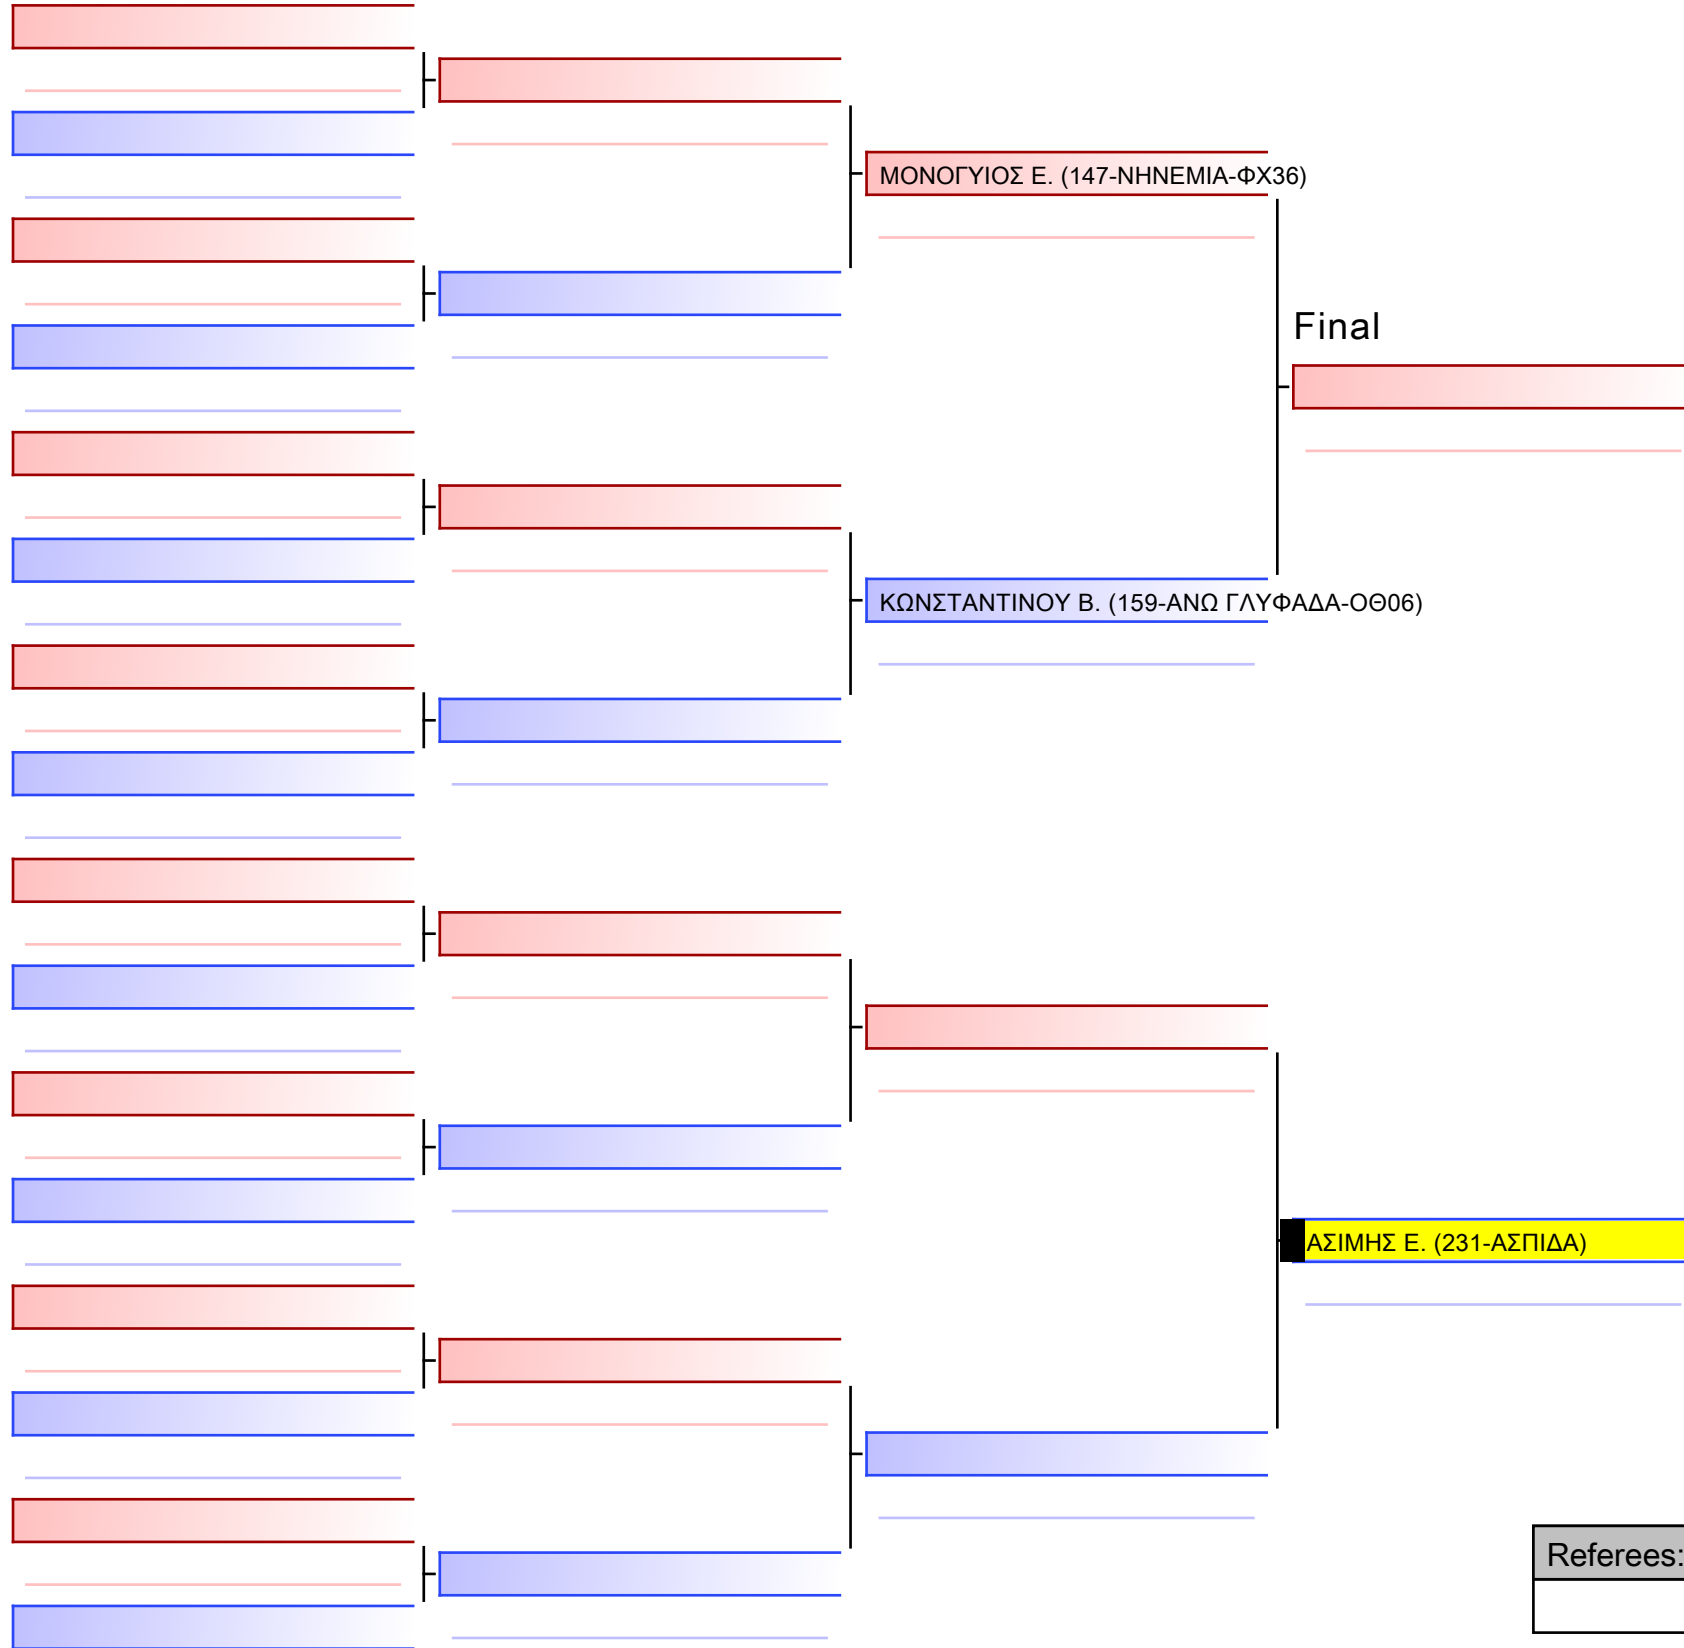 ΜΟΝΟΓΥΙΟΣ Ε. (147-ΝΗΝΕΜΙΑ-ΦΧ36)
Final
ΚΩΝΣΤΑΝΤΙΝΟΥ Β. (159-ΑΝΩ ΓΛΥΦΑΔΑ-ΟΘ06)
ΑΣΙΜΗΣ Ε. (231-ΑΣΠΙΔΑ)
Referees: